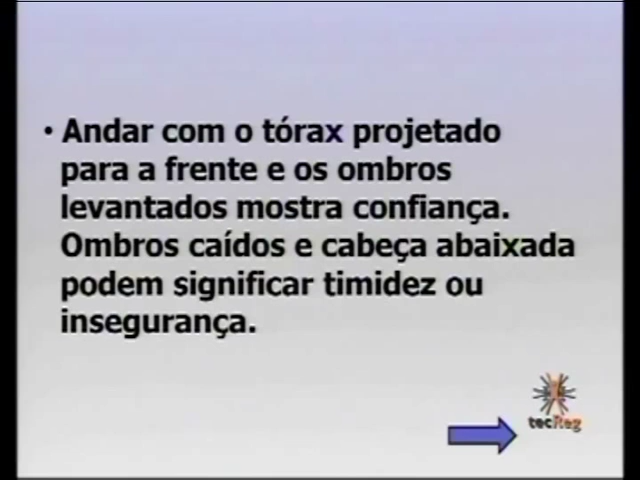 • Andar com o tórax projetado
para a frente e os ombros
levantados mostra confiança.
Ombros caídos e cabeça abaixada
podem significar timidez ou
insegurança.
tecReg